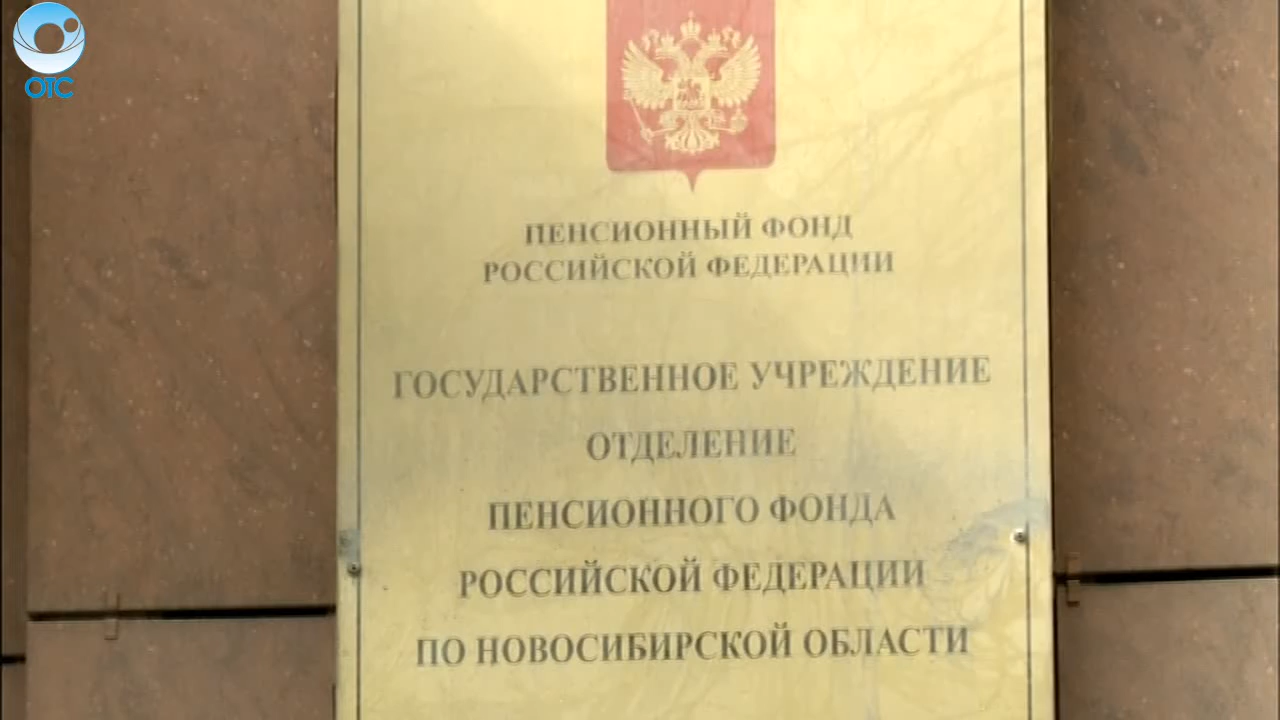 ОТС
ПЕНСИОННЫЙ ФОНД
РОССИЙСКОЙ ФЕДЕРАЦИИ
ГОСУДАРСТВЕННОЕ УЧРЕЖДЕНИЕ
ОТДЕЛЕНИЕ
ПЕНСИОННОГО ФОНДА
РОССИЙСКОЙ ФЕДЕРАЦИИ
ПО НОВОСИБИРСКОЙ ОБЛАСТИ